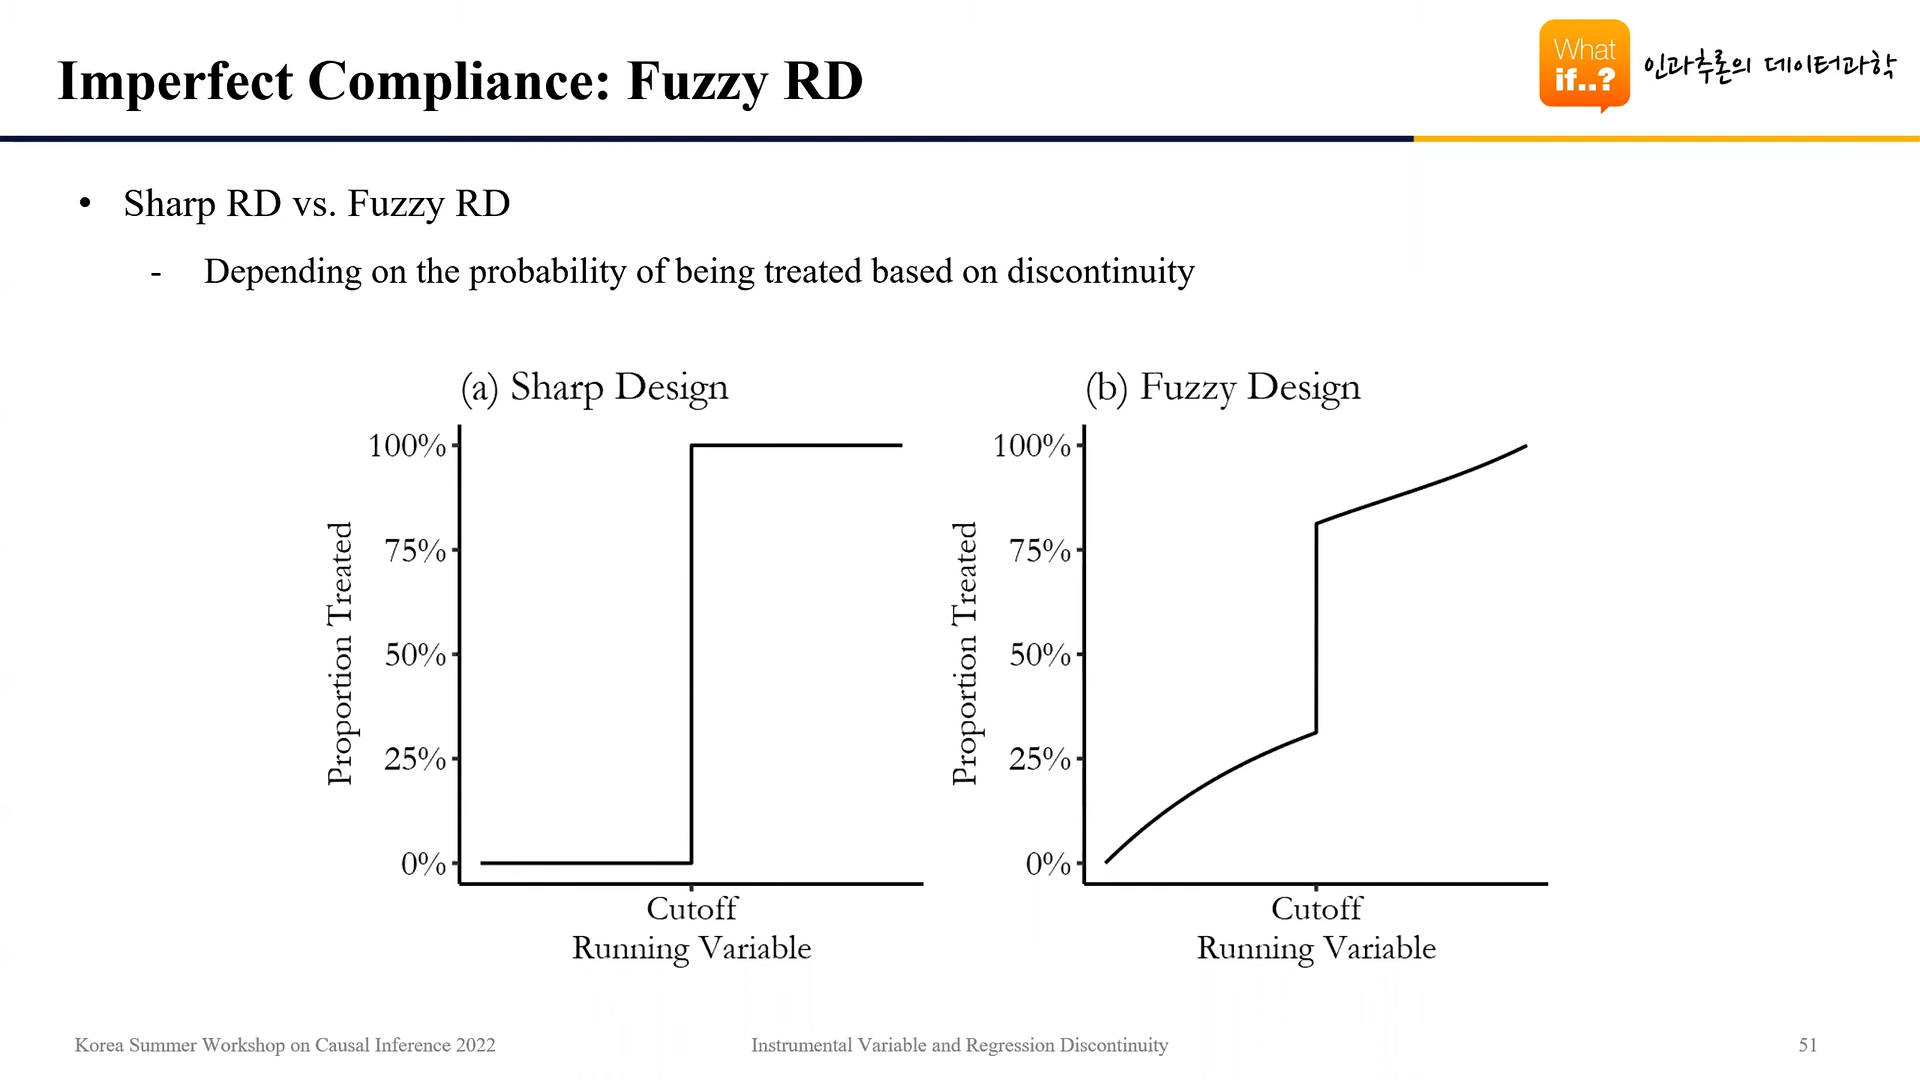 Imperfect Compliance: Fuzzy RD
What
if..?
인과추론의 데이터과학
• Sharp RD vs. Fuzzy RD
- Depending on the probability of being treated based on discontinuity
(a) Sharp Design
100%
75%
50%
25%
0%
Proportion Treated
Cutoff
Running Variable
(b) Fuzzy Design
100%
75%
50%
25%
0%
Proportion Treated
Cutoff
Running Variable
Korea Summer Workshop on Causal Inference 2022
Instrumental Variable and Regression Discontinuity
51